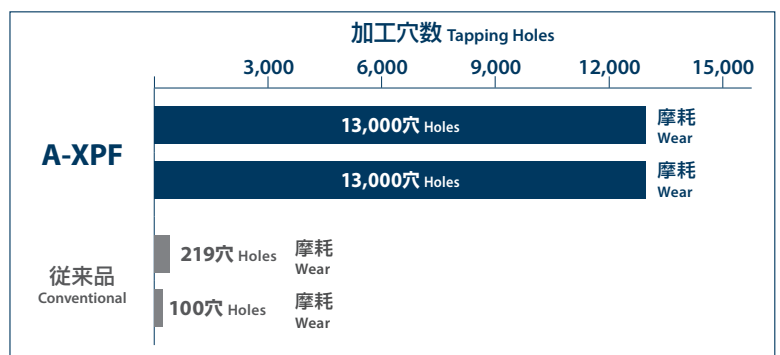 加工穴数 Tapping Holes
3,000 6,000 9,000 12,000 15,000
A-XPF
13,000穴 Holes
摩耗
Wear
13,000穴 Holes
摩耗
Wear
従来品
Conventional
219穴 Holes
摩耗
Wear
100穴 Holes
摩耗
Wear